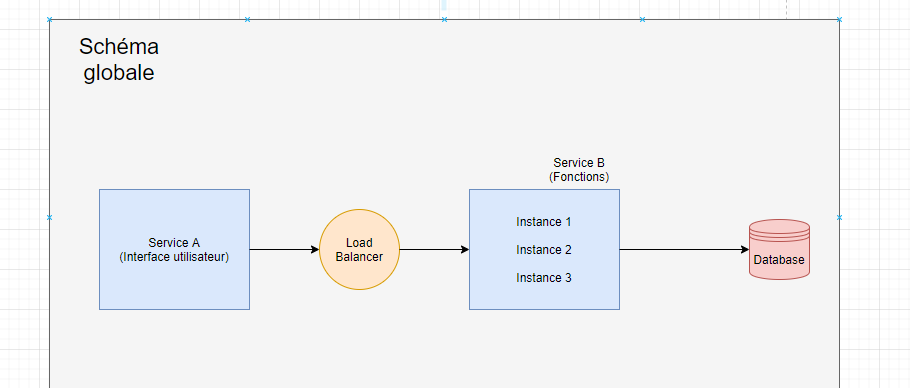 Schéma
globale
Service A
(Interface utilisateur)
Load
Balancer
Service B
(Fonctions)
Instance 1
Instance 2
Instance 3
Database